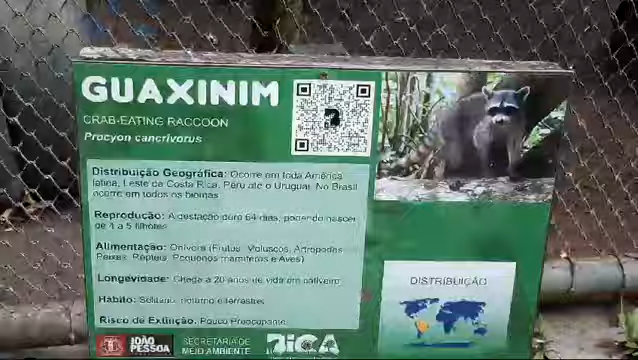 GUAXINIM
CRAB-EATING RACCOON
Procyon cancrivorus
Distribuição Geográfica: Ocorre em toda América
latina, Leste da Costa Rica, Peru até o Uruguai. No Brasil
ocorre em todos os biomas
Reprodução: A gestação dura 64 dias, podendo nascer
de 1 a 5 filhotes
Alimentação: Onívora (Frutos, Moluscos, Artrópodes,
Peixes, Répteis, Pequenos mamíferos e Aves)
Longevidade: Chega a 20 anos de vida em cativeiro
Hábito: Solitário, noturno e terrestre
Risco de Extinção: Pouco Preocupante
DISTRIBUIÇÃO
JOÃO
PESSOA
SECRETARIA DE
MEIO AMBIENTE
BICA